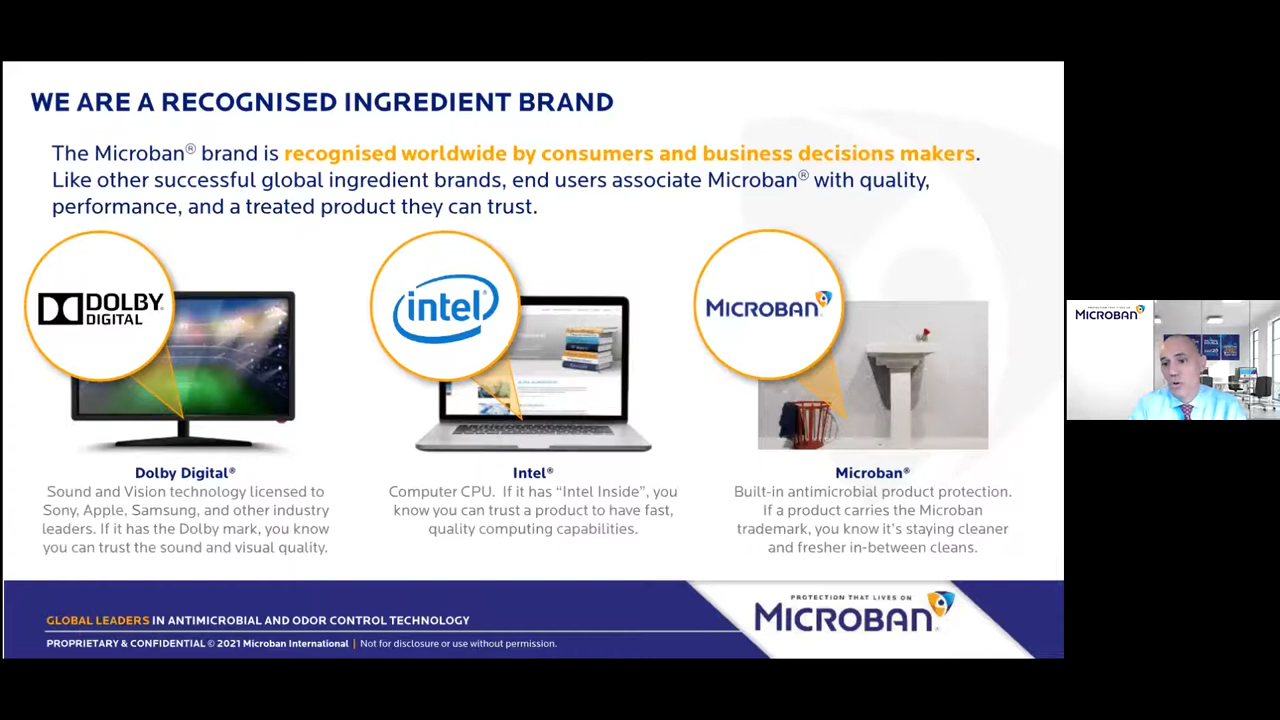 WE ARE A RECOGNISED INGREDIENT BRAND
The Microban® brand is recognised worldwide by consumers and business decisions makers.
Like other successful global ingredient brands, end users associate Microban® with quality,
performance, and a treated product they can trust.
DOLBY
DIGITAL
intel®
MICROBAN®
Dolby Digital®
Sound and Vision technology licensed to
Sony, Apple, Samsung, and other industry
leaders. If it has the Dolby mark, you know
you can trust the sound and visual quality.
Intel®
Computer CPU. If it has “Intel Inside”, you
know you can trust a product to have fast,
quality computing capabilities.
Microban®
Built-in antimicrobial product protection.
If a product carries the Microban
trademark, you know it’s staying cleaner
and fresher in-between cleans.
GLOBAL LEADERS IN ANTIMICROBIAL AND ODOR CONTROL TECHNOLOGY
PROPRIETARY & CONFIDENTIAL © 2021 Microban International | Not for disclosure or use without permission.
PROTECTION THAT LIVES ON
MICROBAN®
PROTECTION THAT LIVES ON
MICROBAN